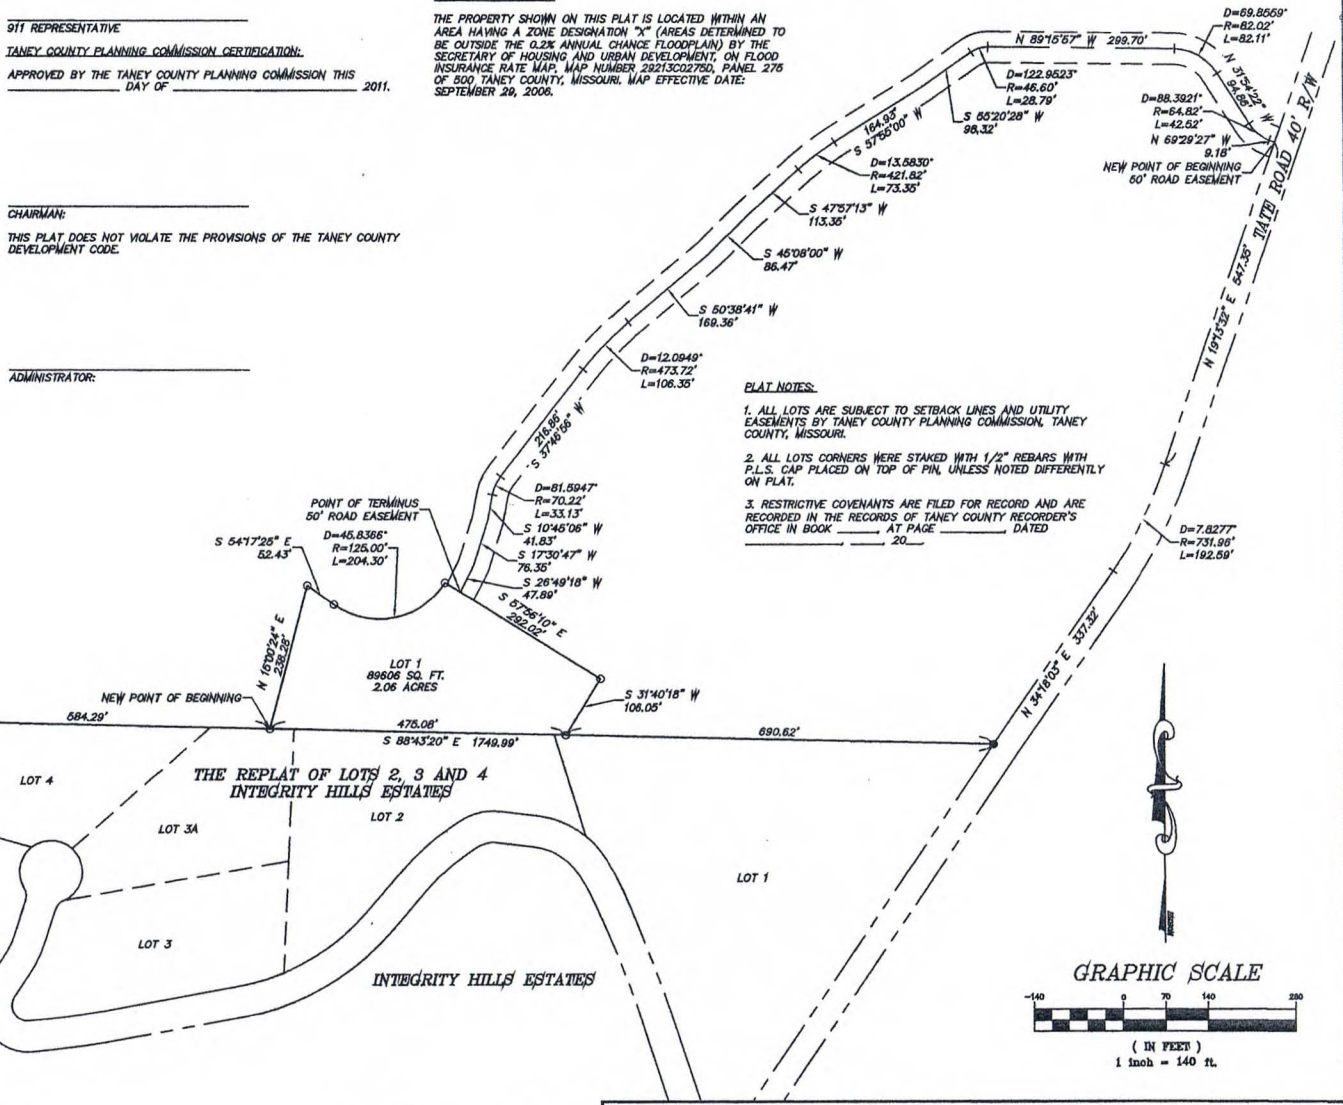 911 REPRESENTATIVE
TANEY COUNTY PLANNING COMMISSION CERTIFICATION:
APPROVED BY THE TANEY COUNTY PLANNING COMMISSION THIS
DAY OF 2011.
CHAIRMAN:
THIS PLAT DOES NOT VIOLATE THE PROVISIONS OF THE TANEY COUNTY
DEVELOPMENT CODE.
ADMINISTRATOR:
THE PROPERTY SHOWN ON THIS PLAT IS LOCATED WITHIN AN
AREA HAVING A ZONE DESIGNATION "X" (AREAS DETERMINED TO
BE OUTSIDE THE 0.2% ANNUAL CHANCE FLOODPLAIN) BY THE
SECRETARY OF HOUSING AND URBAN DEVELOPMENT, ON FLOOD
INSURANCE RATE MAP, MAP NUMBER 29213C0275D, PANEL 275
OF 500 TANEY COUNTY, MISSOURI. MAP EFFECTIVE DATE:
SEPTEMBER 29, 2006.
D=69.8559°
R=82.02'
L=82.11'
N 89°15'57" W 299.70'
N 31°54'22" W
94.86'
D=122.9523°
R=46.60'
L=28.79'
D=88.3921°
R=64.82'
L=42.52'
N 69°29'27" W
9.16'
NEW POINT OF BEGINNING
50' ROAD EASEMENT
TATE ROAD 40' R/W
S 55°20'28" W
98.32'
164.93'
S 57°55'00" W
D=13.5830°
R=421.82'
L=73.35'
S 47°57'13" W
113.35'
S 45°08'00" W
86.47'
S 50°38'41" W
169.36'
N 19°13'32" E 547.35'
D=12.0949°
R=473.72'
L=106.35'
216.86'
S 37°46'56" W
PLAT NOTES:
1. ALL LOTS ARE SUBJECT TO SETBACK LINES AND UTILITY
EASEMENTS BY TANEY COUNTY PLANNING COMMISSION, TANEY
COUNTY, MISSOURI.
2. ALL LOTS CORNERS WERE STAKED WITH 1/2" REBARS WITH
P.L.S. CAP PLACED ON TOP OF PIN, UNLESS NOTED DIFFERENTLY
ON PLAT.
3. RESTRICTIVE COVENANTS ARE FILED FOR RECORD AND ARE
RECORDED IN THE RECORDS OF TANEY COUNTY RECORDER'S
OFFICE IN BOOK AT PAGE DATED
, 20
D=81.5947°
R=70.22'
L=33.13'
POINT OF TERMINUS
50' ROAD EASEMENT
S 10°45'06" W
41.83'
S 17°30'47" W
76.35'
S 26°49'18" W
47.89'
S 54°17'25" E
52.43'
D=45.8366°
R=125.00'
L=204.30'
D=7.8277°
R=731.96'
L=192.59'
S 57°56'10" E
292.02'
N 16°00'24" E
238.28'
LOT 1
89606 SQ. FT.
2.06 ACRES
N 34°18'03" E 337.32'
NEW POINT OF BEGINNING
S 31°40'18" W
106.05'
584.29'
475.08'
690.62'
S 88°43'20" E 1749.99'
THE REPLAT OF LOTS 2, 3 AND 4
INTEGRITY HILLS ESTATES
LOT 4
LOT 3A
LOT 2
LOT 1
LOT 3
INTEGRITY HILLS ESTATES
GRAPHIC SCALE
-140 0 70 140 280
( IN FEET )
1 inch = 140 ft.